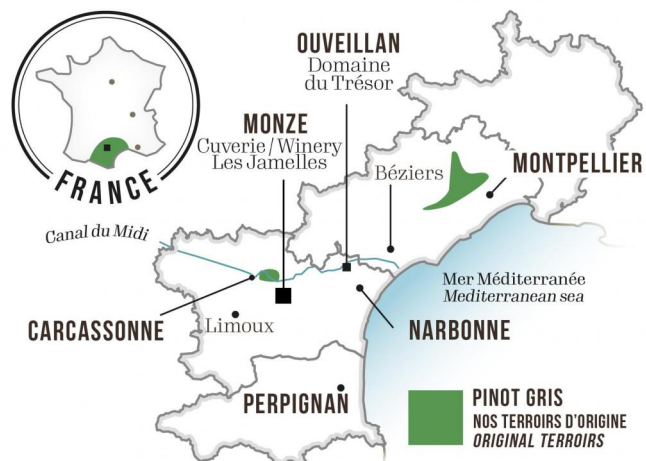 FRANCE
OUVEILLAN
Domaine
du Trésor
MONZE
Cuverie / Winery
Les Jamelles
Béziers
MONTPELLIER
Canal du Midi
Mer Méditerranée
Mediterranean sea
CARCASSONNE
Limoux
NARBONNE
PERPIGNAN
PINOT GRIS
NOS TERROIRS D'ORIGINE
ORIGINAL TERROIRS